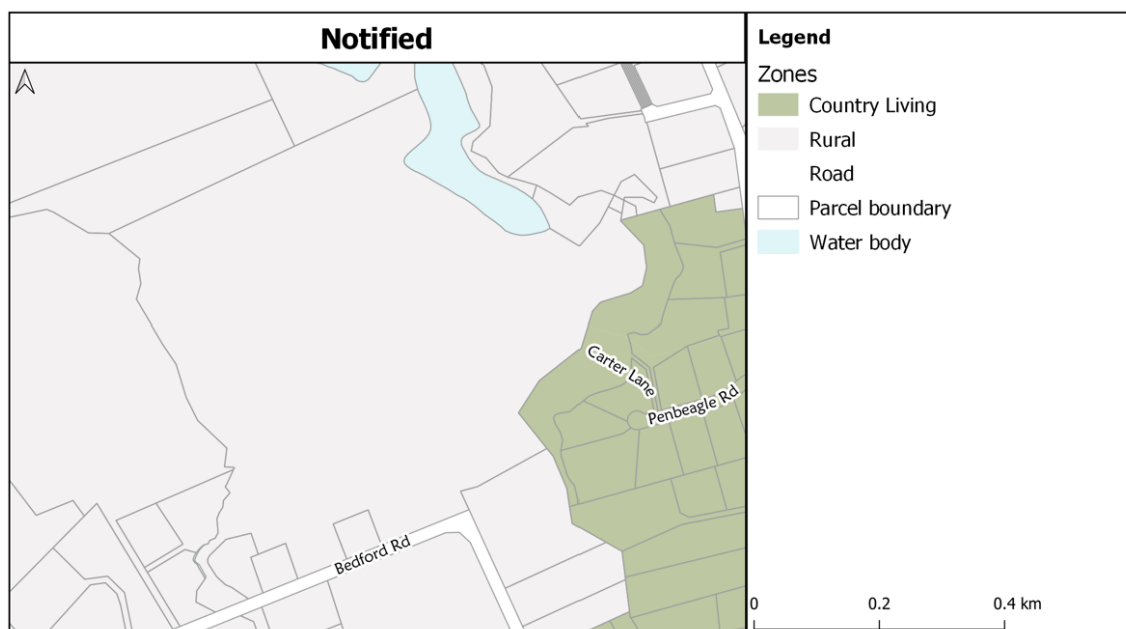 Notified
Carter Lane
Penbeagle Rd
Bedford Rd
Legend
Zones
Country Living
Rural
Road
Parcel boundary
Water body
0 0.2 0.4 km